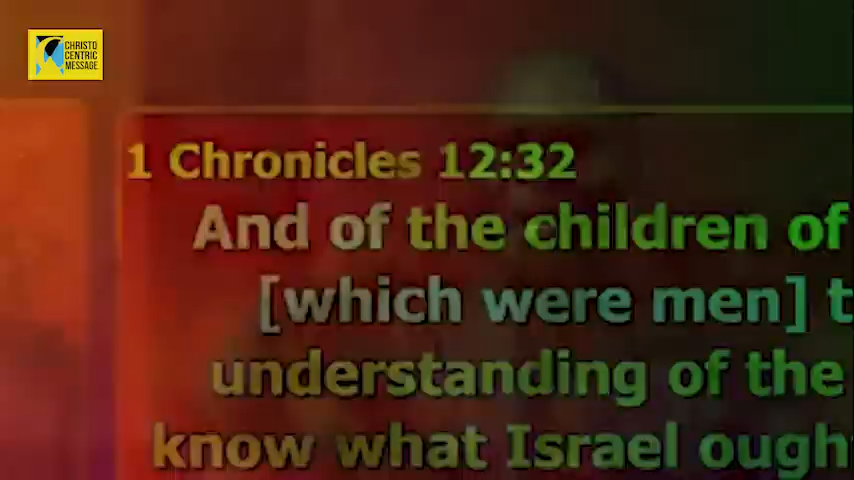 CHRISTO
CENTRIC
MESSAGE
1 Chronicles 12:32
And of the children of
[which were men] t
understanding of the
know what Israel ough